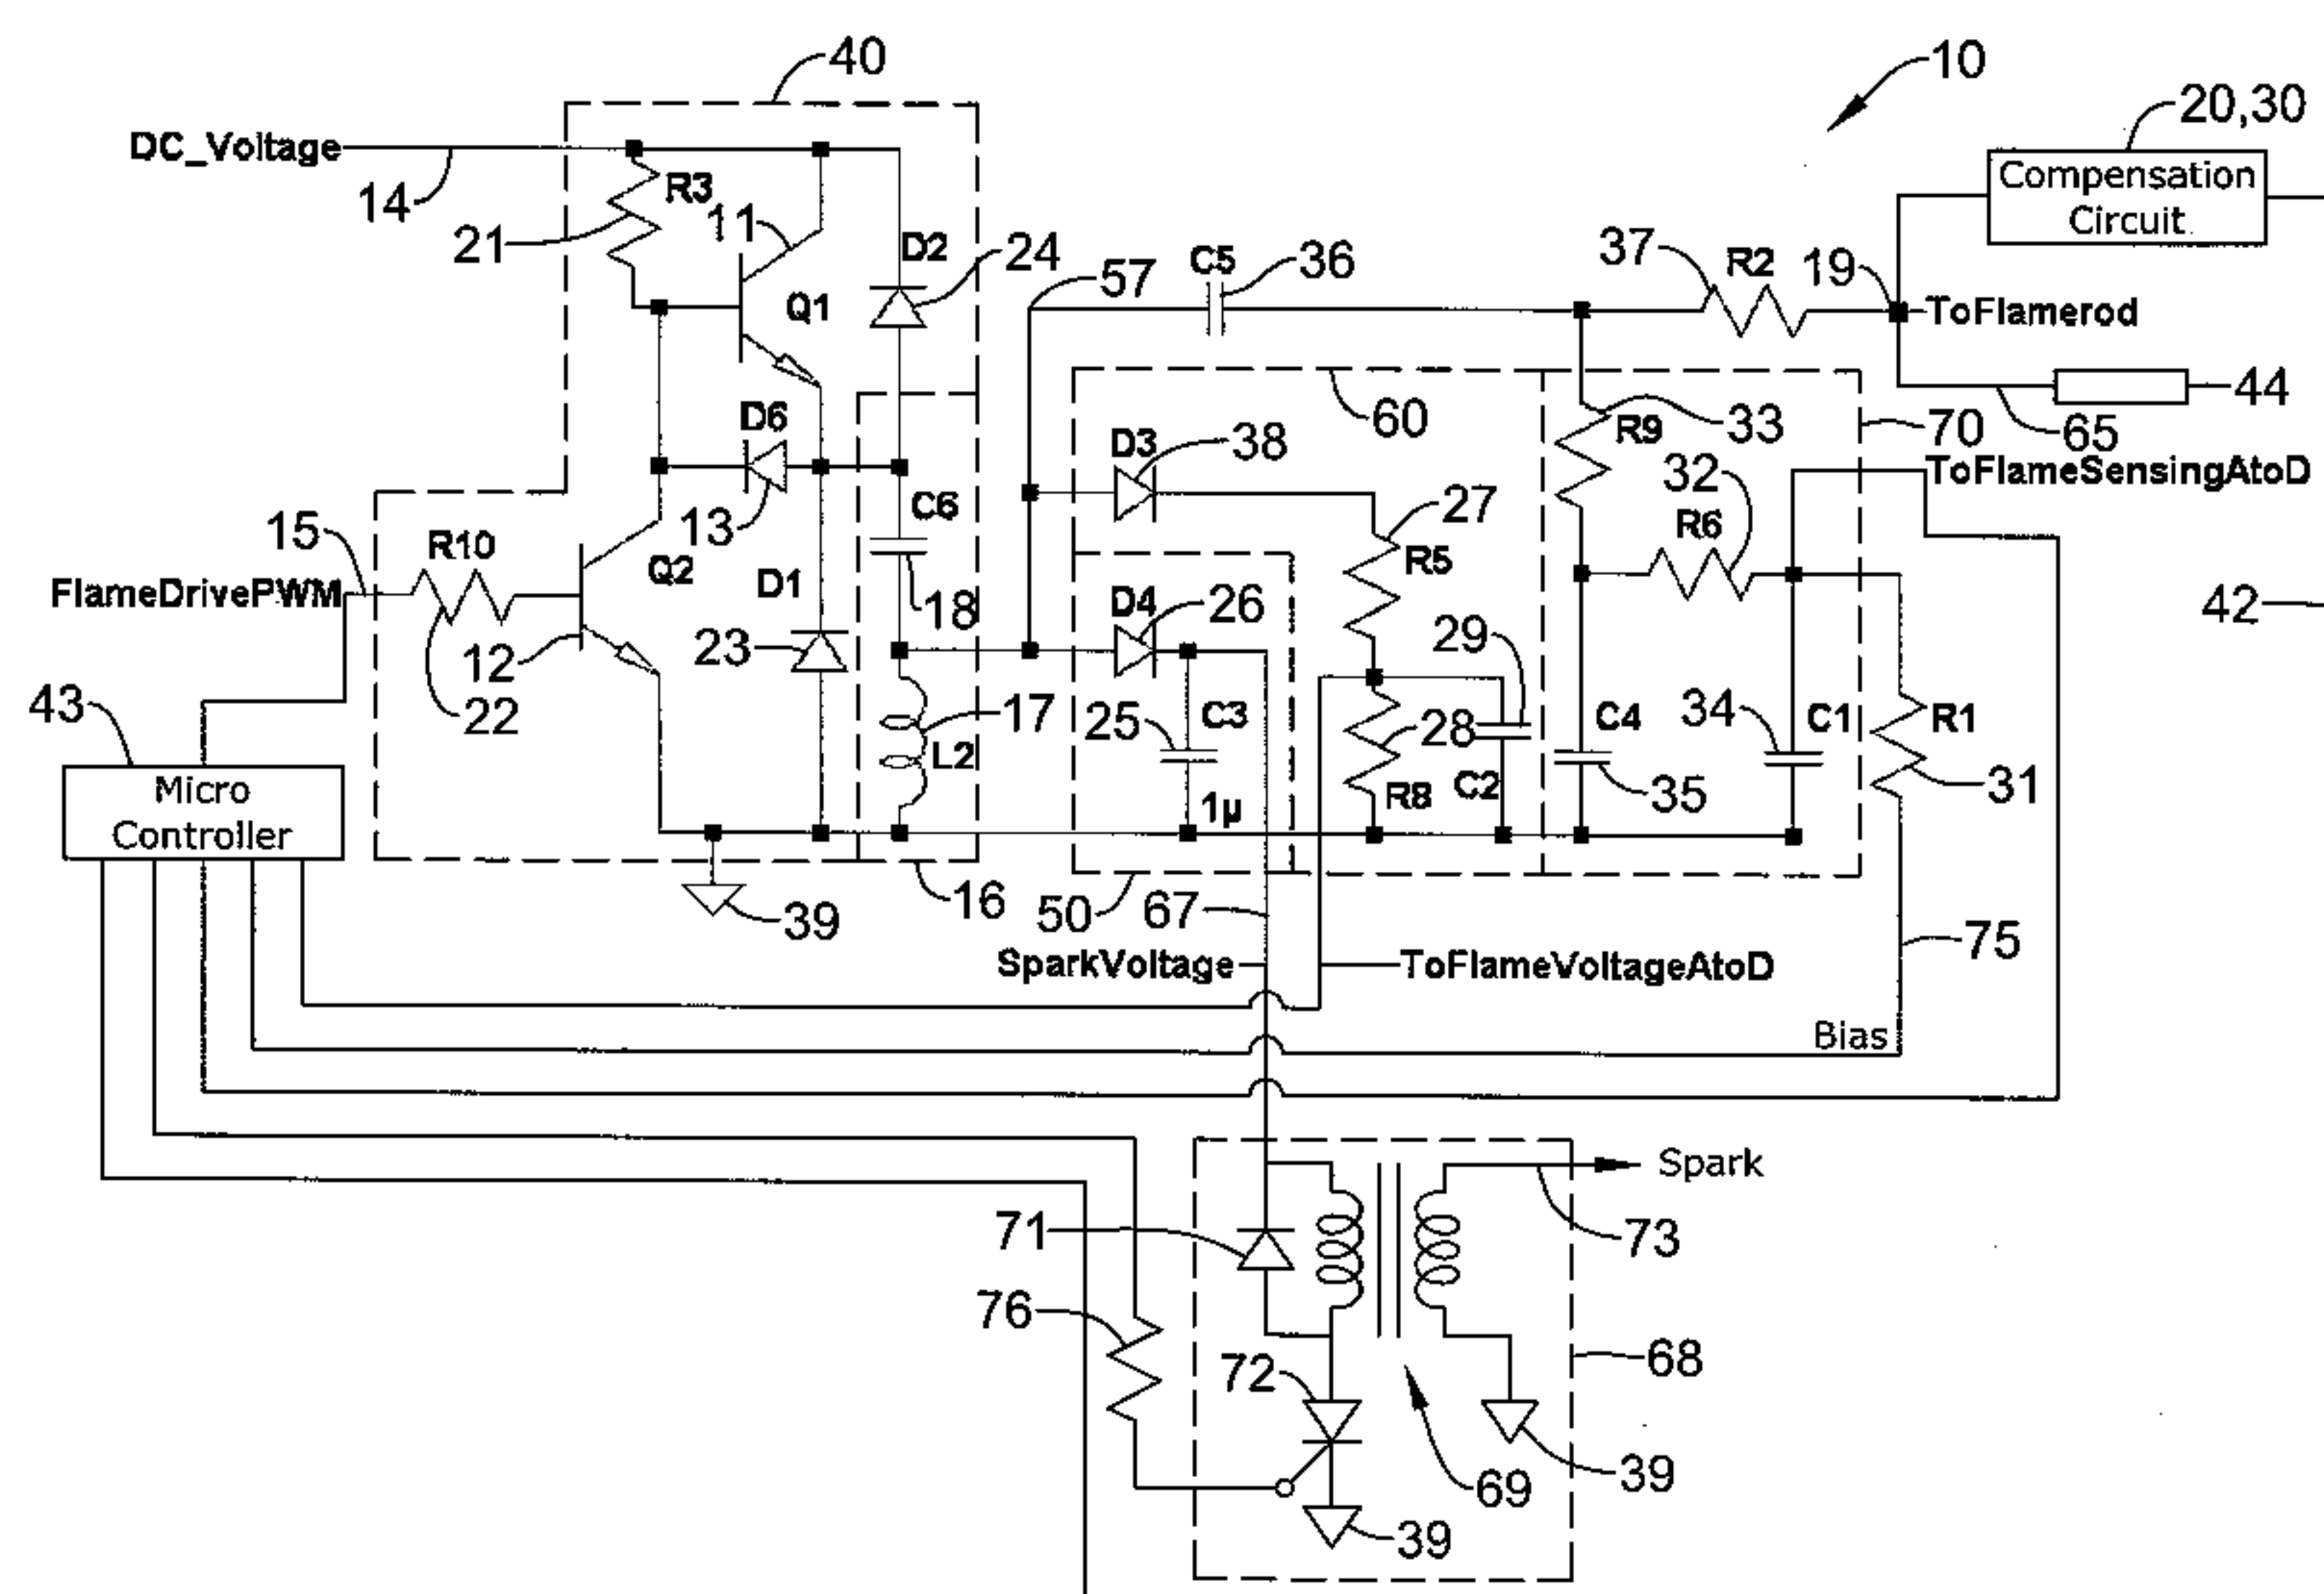 40
10
20,30
DC_Voltage
14
R3
11
21
Q1
D2
24
57
C5
36
37
R2
19
Compensation
Circuit
ToFlamerod
44
65
60
R9
33
70
ToFlameSensingAtoD
D6
13
C6
18
D3
38
27
R5
32
R6
15
R10
FlameDrivePWM
12
22
Q2
D1
23
D4
26
29
42
43
Micro
Controller
17
L2
25
C3
1µ
28
R8
C2
C4
35
34
C1
R1
31
39
16
50
67
75
SparkVoltage
ToFlameVoltageAtoD
Bias
Spark
71
73
76
72
68
69
39
39